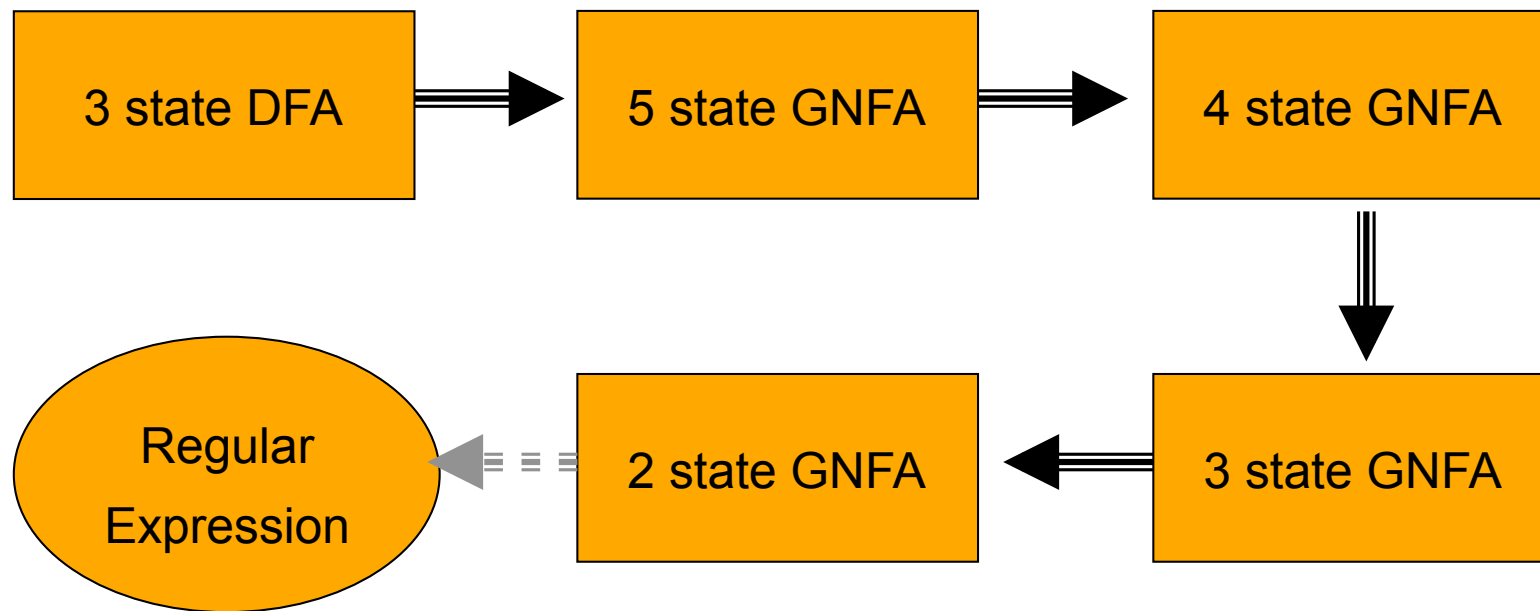 3 state DFA
5 state GNFA
4 state GNFA
Regular
Expression
2 state GNFA
3 state GNFA